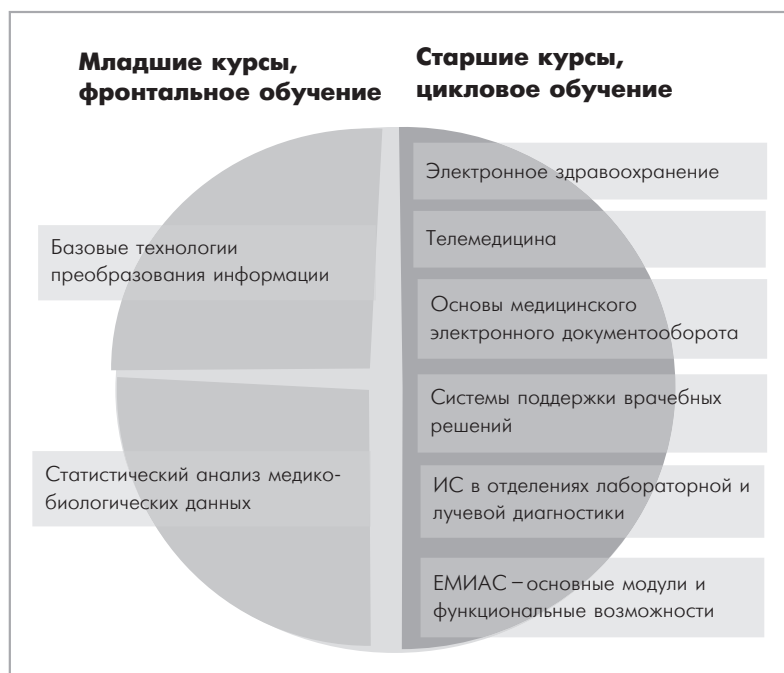 Младшие курсы,
фронтальное обучение
Базовые технологии
преобразования информации
Статистический анализ медико-
биологических данных
Старшие курсы,
цикловое обучение
Электронное здравоохранение
Телемедицина
Основы медицинского
электронного документооборота
Системы поддержки врачебных
решений
ИС в отделениях лабораторной и
лучевой диагностики
ЕМИАС – основные модули и
функциональные возможности